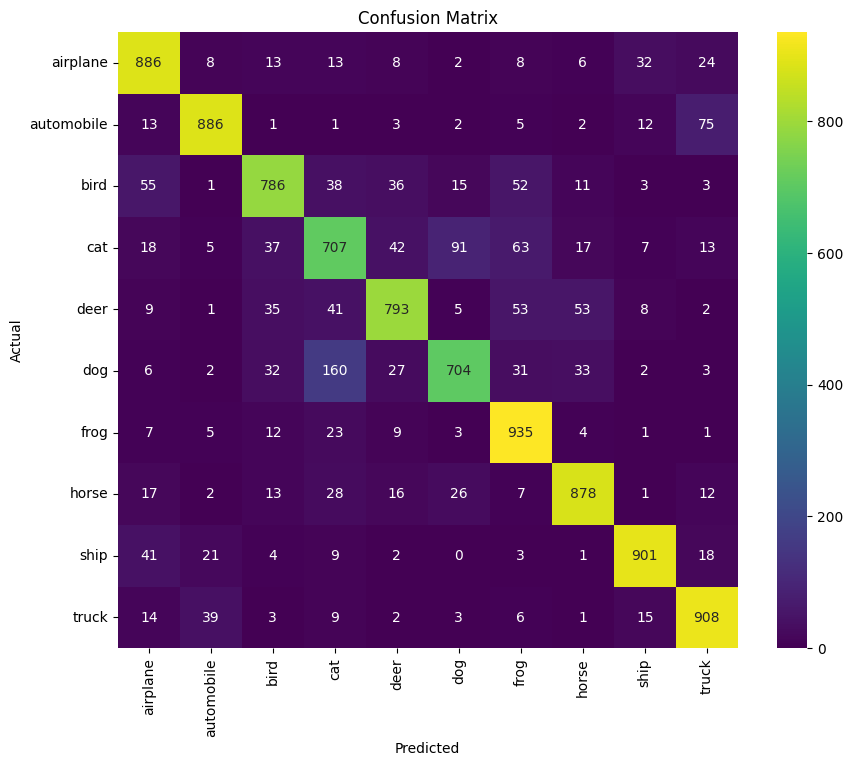 Confusion Matrix
airplane 886 8 13 13 8 2 8 6 32 24
automobile 13 886 1 1 3 2 5 2 12 75
bird 55 1 786 38 36 15 52 11 3 3
cat 18 5 37 707 42 91 63 17 7 13
deer 9 1 35 41 793 5 53 53 8 2
dog 6 2 32 160 27 704 31 33 2 3
frog 7 5 12 23 9 3 935 4 1 1
horse 17 2 13 28 16 26 7 878 1 12
ship 41 21 4 9 2 0 3 1 901 18
truck 14 39 3 9 2 3 6 1 15 908
airplane automobile bird cat deer dog frog horse ship truck
Predicted
Actual
800
600
400
200
0